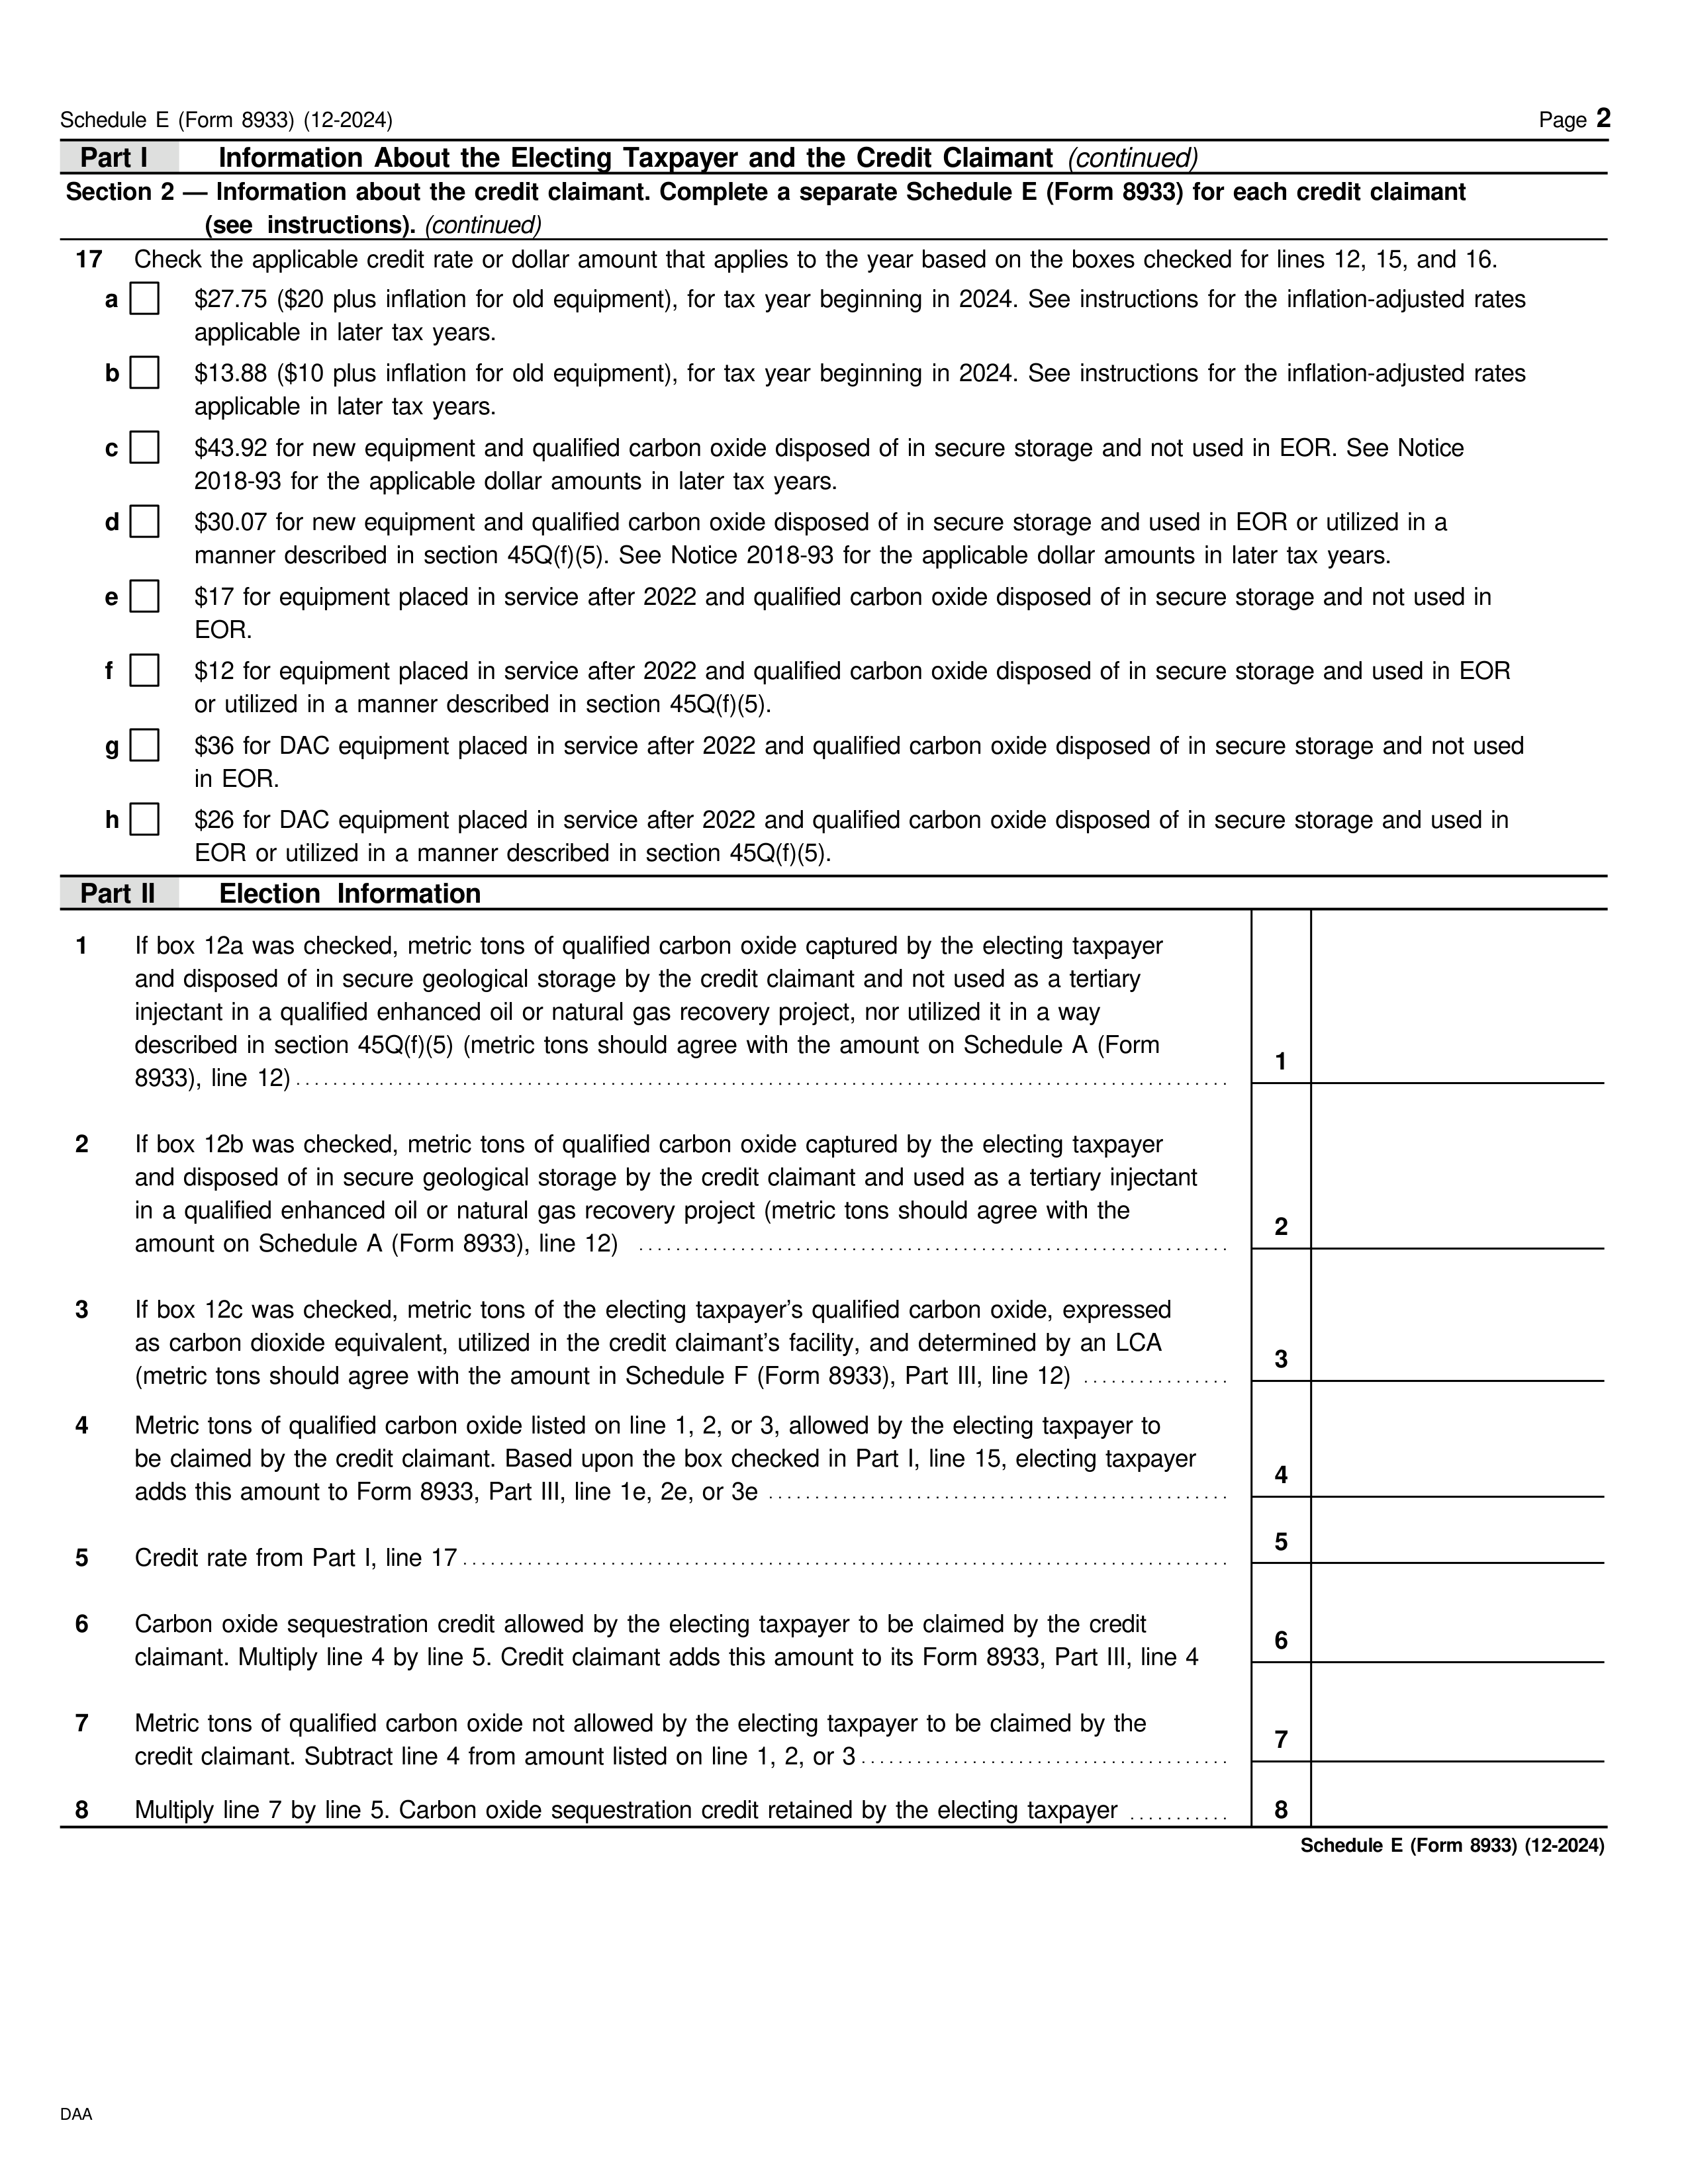 Schedule E (Form 8933) (12-2024) Page 2
Part I Information About the Electing Taxpayer and the Credit Claimant (continued)
Section 2 — Information about the credit claimant. Complete a separate Schedule E (Form 8933) for each credit claimant
(see instructions). (continued)
17 Check the applicable credit rate or dollar amount that applies to the year based on the boxes checked for lines 12, 15, and 16.
a $27.75 ($20 plus inflation for old equipment), for tax year beginning in 2024. See instructions for the inflation-adjusted rates
applicable in later tax years.
b $13.88 ($10 plus inflation for old equipment), for tax year beginning in 2024. See instructions for the inflation-adjusted rates
applicable in later tax years.
c $43.92 for new equipment and qualified carbon oxide disposed of in secure storage and not used in EOR. See Notice
2018-93 for the applicable dollar amounts in later tax years.
d $30.07 for new equipment and qualified carbon oxide disposed of in secure storage and used in EOR or utilized in a
manner described in section 45Q(f)(5). See Notice 2018-93 for the applicable dollar amounts in later tax years.
e $17 for equipment placed in service after 2022 and qualified carbon oxide disposed of in secure storage and not used in
EOR.
f $12 for equipment placed in service after 2022 and qualified carbon oxide disposed of in secure storage and used in EOR
or utilized in a manner described in section 45Q(f)(5).
g $36 for DAC equipment placed in service after 2022 and qualified carbon oxide disposed of in secure storage and not used
in EOR.
h $26 for DAC equipment placed in service after 2022 and qualified carbon oxide disposed of in secure storage and used in
EOR or utilized in a manner described in section 45Q(f)(5).
Part II Election Information
1 If box 12a was checked, metric tons of qualified carbon oxide captured by the electing taxpayer
and disposed of in secure geological storage by the credit claimant and not used as a tertiary
injectant in a qualified enhanced oil or natural gas recovery project, nor utilized it in a way
described in section 45Q(f)(5) (metric tons should agree with the amount on Schedule A (Form
8933), line 12) 1
2 If box 12b was checked, metric tons of qualified carbon oxide captured by the electing taxpayer
and disposed of in secure geological storage by the credit claimant and used as a tertiary injectant
in a qualified enhanced oil or natural gas recovery project (metric tons should agree with the
amount on Schedule A (Form 8933), line 12) 2
3 If box 12c was checked, metric tons of the electing taxpayer’s qualified carbon oxide, expressed
as carbon dioxide equivalent, utilized in the credit claimant’s facility, and determined by an LCA
(metric tons should agree with the amount in Schedule F (Form 8933), Part III, line 12) 3
4 Metric tons of qualified carbon oxide listed on line 1, 2, or 3, allowed by the electing taxpayer to
be claimed by the credit claimant. Based upon the box checked in Part I, line 15, electing taxpayer
adds this amount to Form 8933, Part III, line 1e, 2e, or 3e 4
5 Credit rate from Part I, line 17 5
6 Carbon oxide sequestration credit allowed by the electing taxpayer to be claimed by the credit
claimant. Multiply line 4 by line 5. Credit claimant adds this amount to its Form 8933, Part III, line 4 6
7 Metric tons of qualified carbon oxide not allowed by the electing taxpayer to be claimed by the
credit claimant. Subtract line 4 from amount listed on line 1, 2, or 3 7
8 Multiply line 7 by line 5. Carbon oxide sequestration credit retained by the electing taxpayer 8
Schedule E (Form 8933) (12-2024)
DAA